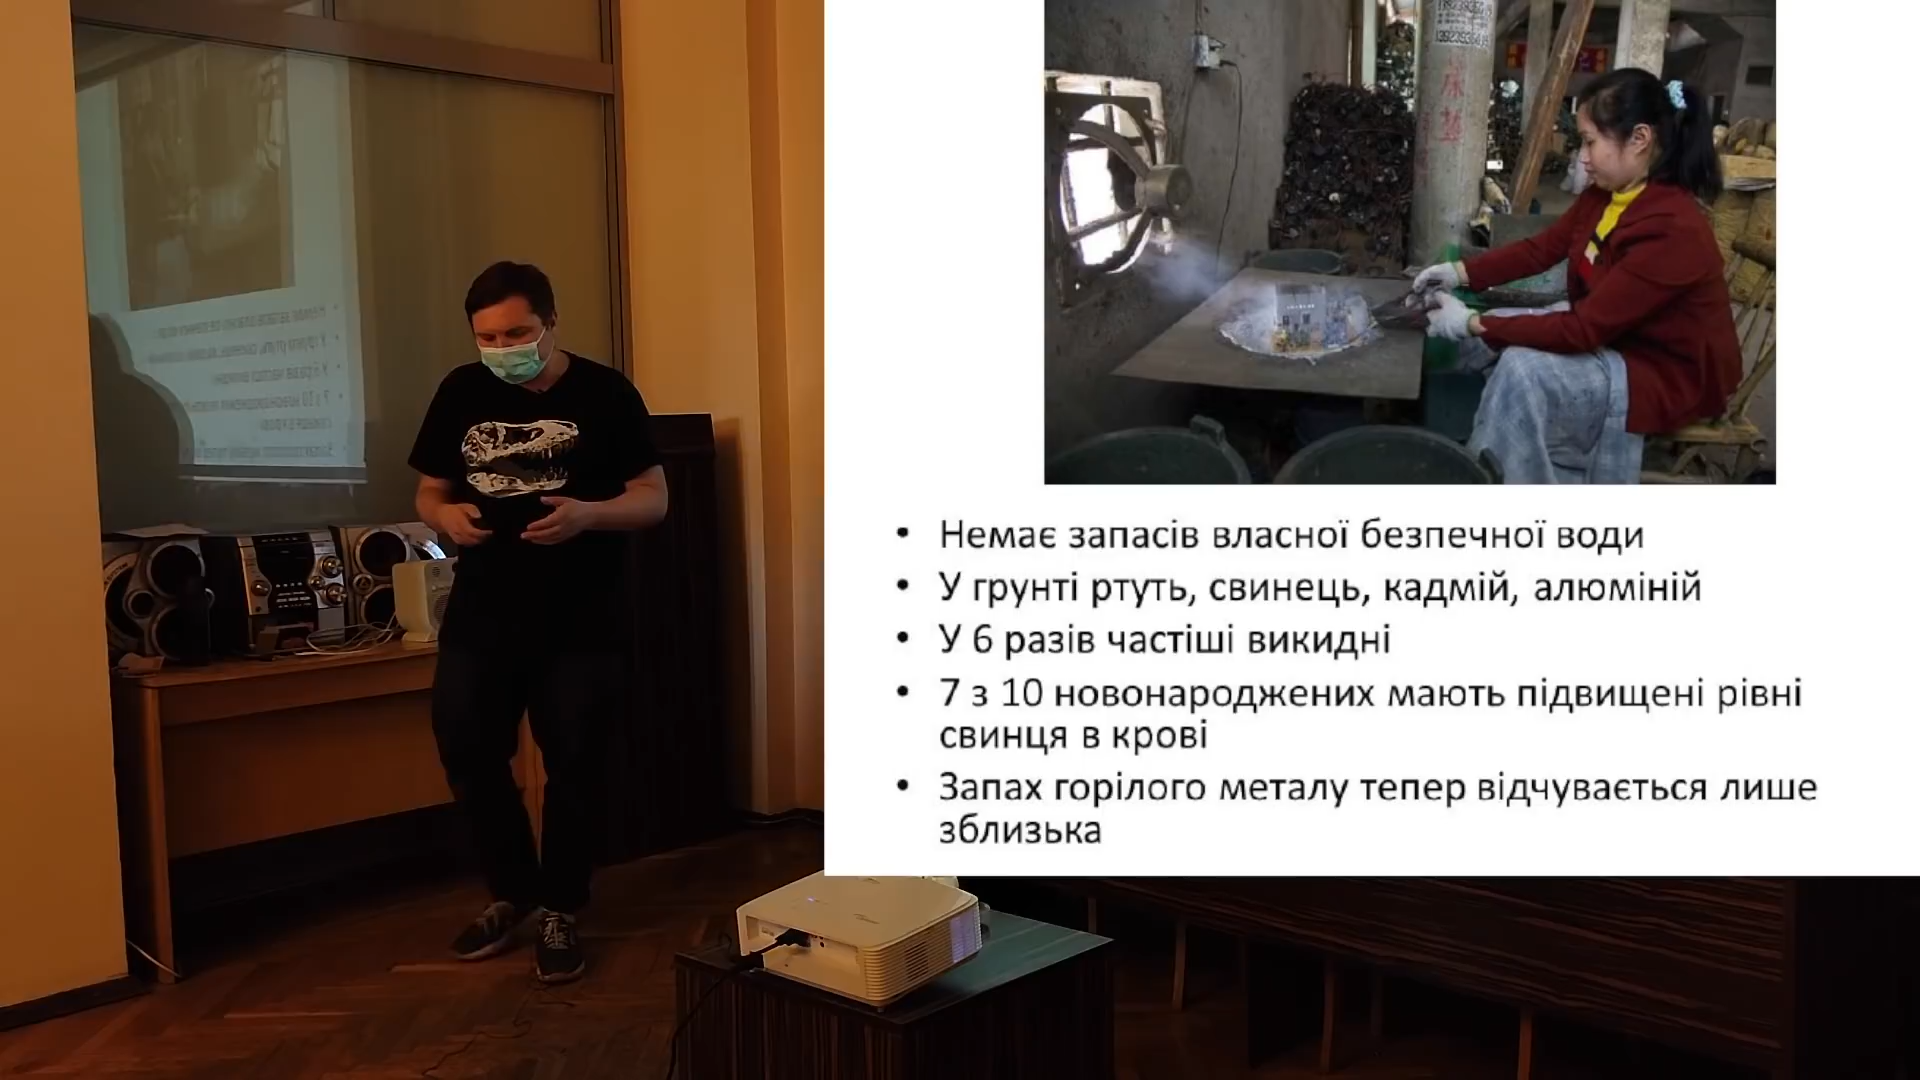 • Немає запасів власної безпечної води
• У грунті ртуть, свинець, кадмій, алюміній
• У 6 разів частіші викидні
• 7 з 10 новонароджених мають підвищені рівні
свинця в крові
• Запах горілого металу тепер відчувається лише
зблизька